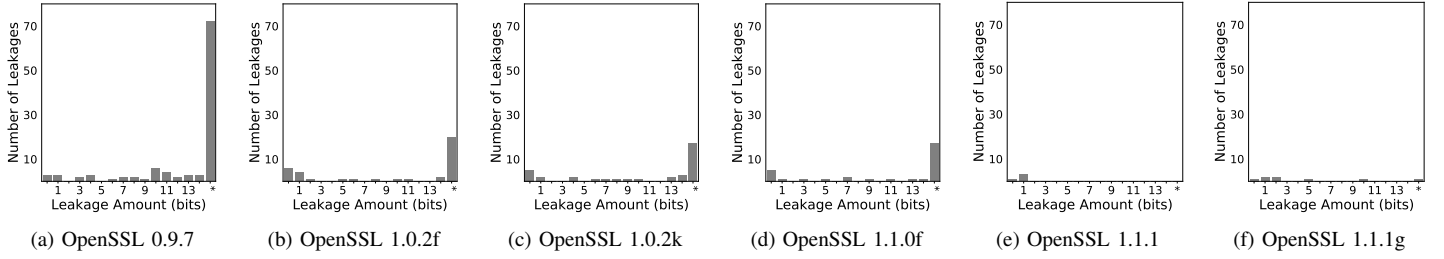 Number of Leakages
70
50
30
10
1 3 5 7 9 11 13 *
Leakage Amount (bits)
(a) OpenSSL 0.9.7
Number of Leakages
70
50
30
10
1 3 5 7 9 11 13 *
Leakage Amount (bits)
(b) OpenSSL 1.0.2f
Number of Leakages
70
50
30
10
1 3 5 7 9 11 13 *
Leakage Amount (bits)
(c) OpenSSL 1.0.2k
Number of Leakages
70
50
30
10
1 3 5 7 9 11 13 *
Leakage Amount (bits)
(d) OpenSSL 1.1.0f
Number of Leakages
70
50
30
10
1 3 5 7 9 11 13 *
Leakage Amount (bits)
(e) OpenSSL 1.1.1
Number of Leakages
70
50
30
10
1 3 5 7 9 11 13 *
Leakage Amount (bits)
(f) OpenSSL 1.1.1g